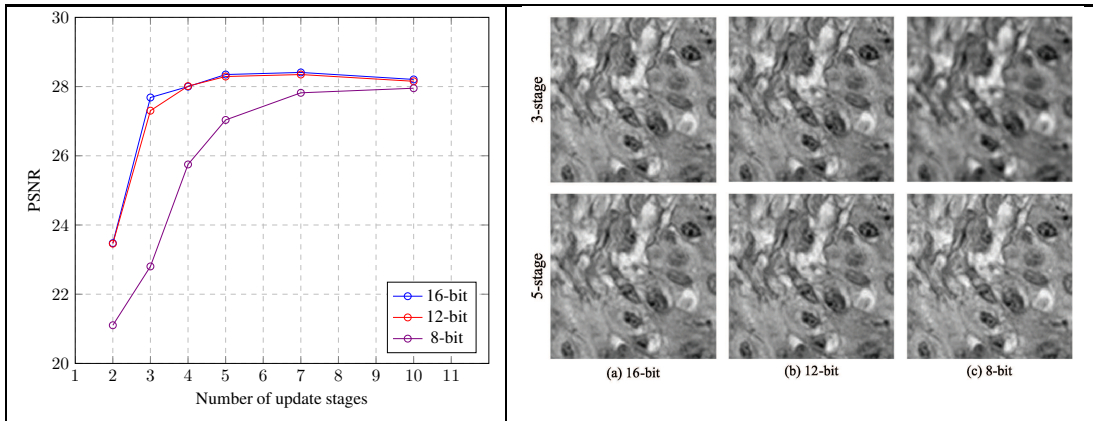 30
28
26
24
22
20
PSNR
16-bit
12-bit
8-bit
1 2 3 4 5 6 7 8 9 10 11
Number of update stages
3-stage
5-stage
(a) 16-bit (b) 12-bit (c) 8-bit